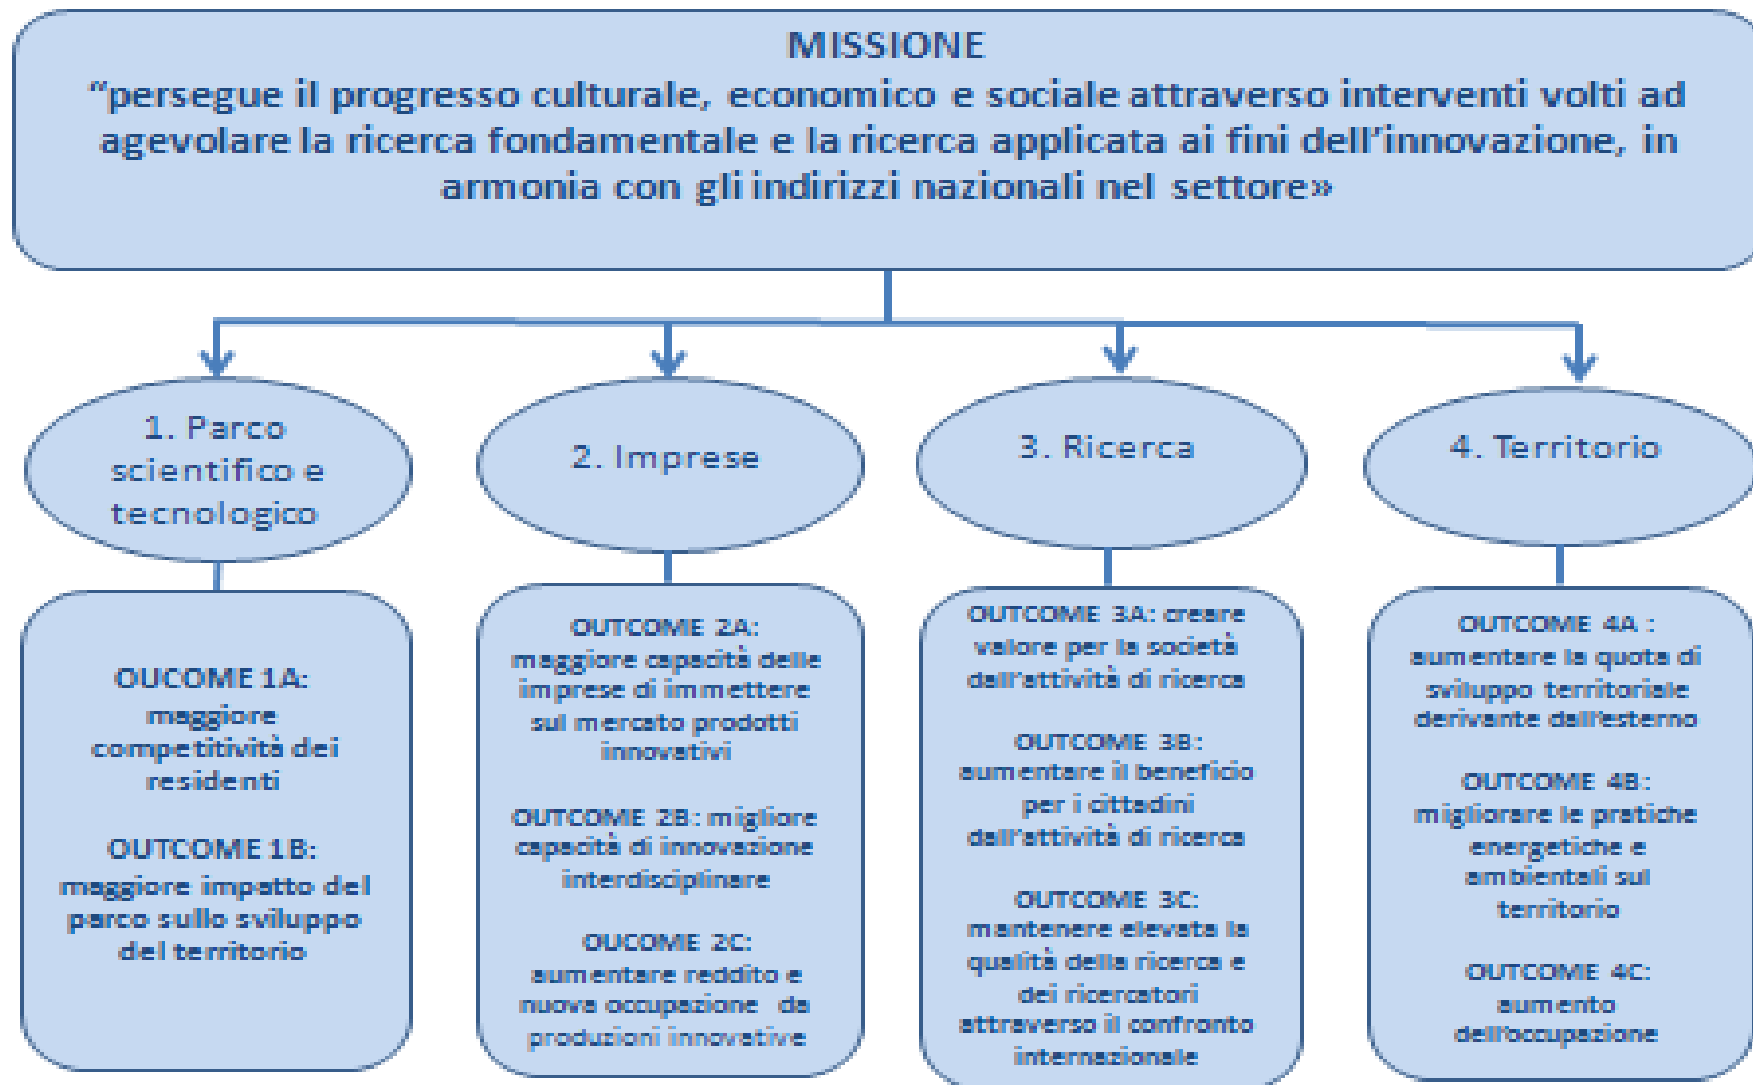 MISSIONE
“persegue il progresso culturale, economico e sociale attraverso interventi volti ad
agevolare la ricerca fondamentale e la ricerca applicata ai fini dell’innovazione, in
armonia con gli indirizzi nazionali nel settore»
1. Parco
scientifico e
tecnologico
2. Imprese
3. Ricerca
4. Territorio
OUCOME 1A:
maggiore
competitività dei
residenti
OUTCOME 1B:
maggiore impatto del
parco sullo sviluppo
del territorio
OUTCOME 2A:
maggiore capacità delle
imprese di immettere
sul mercato prodotti
innovativi
OUTCOME 2B: migliore
capacità di innovazione
interdisciplinare
OUCOME 2C:
aumentare reddito e
nuova occupazione da
produzioni innovative
OUTCOME 3A: creare
valore per la società
dall’attività di ricerca
OUTCOME 3B:
aumentare il beneficio
per i cittadini
dall’attività di ricerca
OUTCOME 3C:
mantenere elevata la
qualità della ricerca e
dei ricercatori
attraverso il confronto
internazionale
OUTCOME 4A :
aumentare la quota di
sviluppo territoriale
derivante dall’esterno
OUTCOME 4B:
migliorare le pratiche
energetiche e
ambientali sul
territorio
OUTCOME 4C:
aumento
dell’occupazione